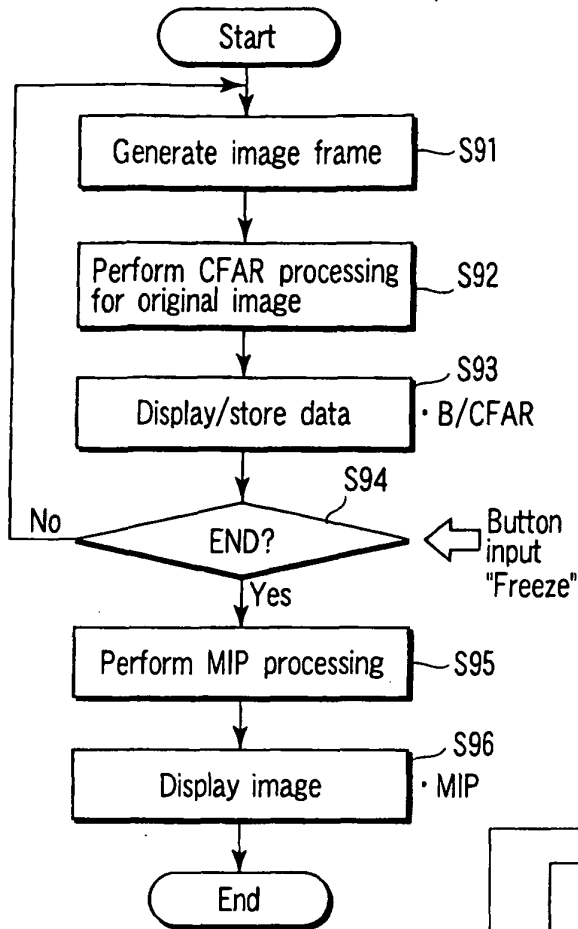 Start
Generate image frame
S91
Perform CFAR processing
for original image
S92
S93
Display/store data
· B/CFAR
S94
No
END?
Button
input
"Freeze"
Yes
Perform MIP processing
S95
S96
Display image
· MIP
End